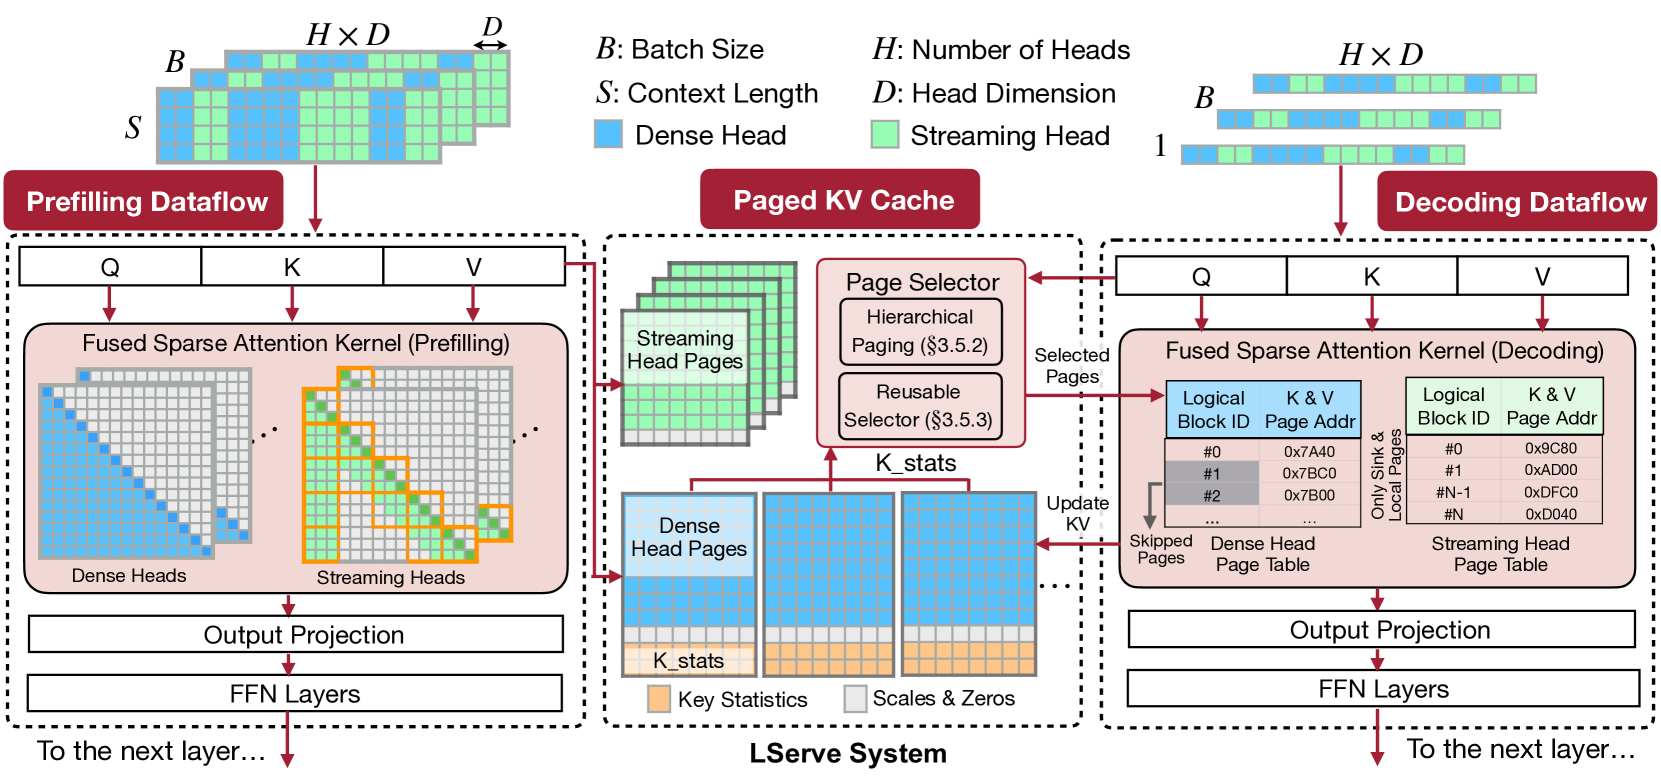 H × D
D
B
S
B: Batch Size
H: Number of Heads
S: Context Length
D: Head Dimension
Dense Head
Streaming Head
H × D
B
1
Prefilling Dataflow
Paged KV Cache
Decoding Dataflow
Q
K
V
Fused Sparse Attention Kernel (Prefilling)
...
...
Dense Heads
Streaming Heads
Output Projection
FFN Layers
To the next layer...
Streaming
Head Pages
Page Selector
Hierarchical
Paging (§3.5.2)
Reusable
Selector (§3.5.3)
K_stats
Dense
Head Pages
K_stats
...
Key Statistics
Scales & Zeros
LServe System
Selected
Pages
Update
KV
Q
K
V
Fused Sparse Attention Kernel (Decoding)
Logical
Block ID
K & V
Page Addr
#0
0x7A40
#1
0x7BC0
#2
0x7B00
...
...
Skipped
Pages
Dense Head
Page Table
Only Sink &
Local Pages
Logical
Block ID
K & V
Page Addr
#0
0x9C80
#1
0xAD00
#N-1
0xDFC0
#N
0xD040
Streaming Head
Page Table
Output Projection
FFN Layers
To the next layer...